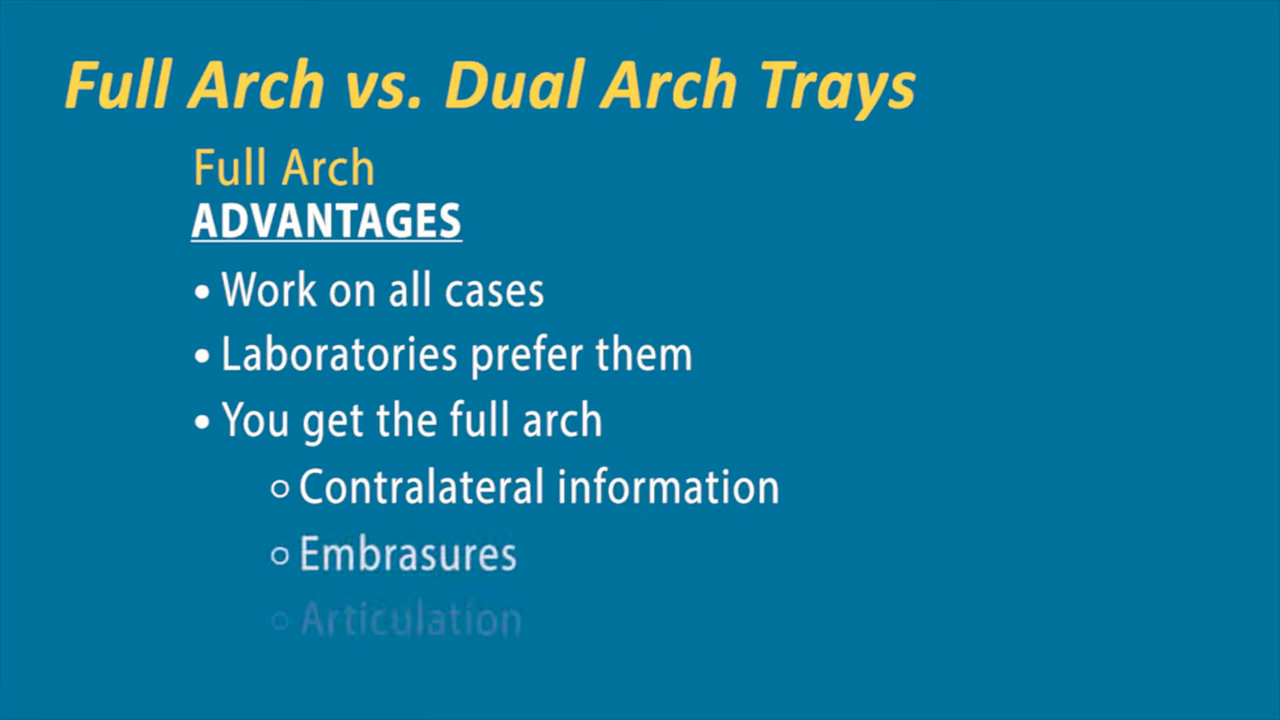 Full Arch vs. Dual Arch Trays
Full Arch
ADVANTAGES
• Work on all cases
• Laboratories prefer them
• You get the full arch
○ Contralateral information
○ Embrasures
○ Articulation